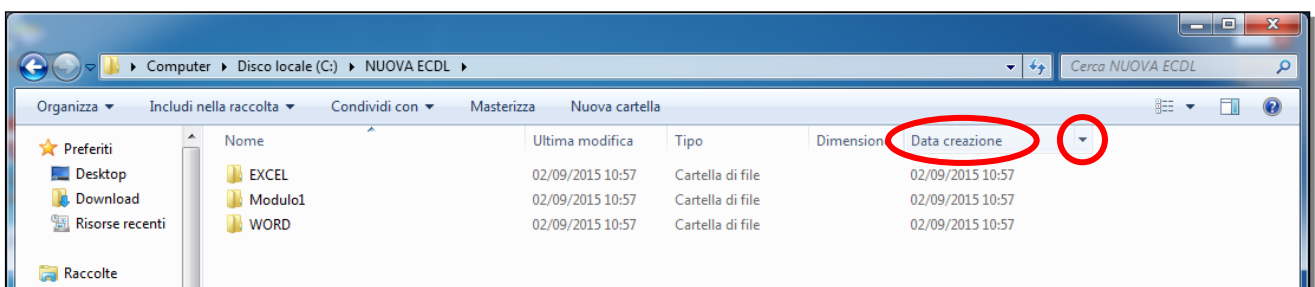 Computer ▸ Disco locale (C:) ▸ NUOVA ECDL ▸ Cerca NUOVA ECDL
Organizza Includi nella raccolta Condividi con Masterizza Nuova cartella
Preferiti Nome Ultima modifica Tipo Dimension Data creazione
Desktop EXCEL 02/09/2015 10:57 Cartella di file 02/09/2015 10:57
Download Modulo1 02/09/2015 10:57 Cartella di file 02/09/2015 10:57
Risorse recenti WORD 02/09/2015 10:57 Cartella di file 02/09/2015 10:57
Raccolte